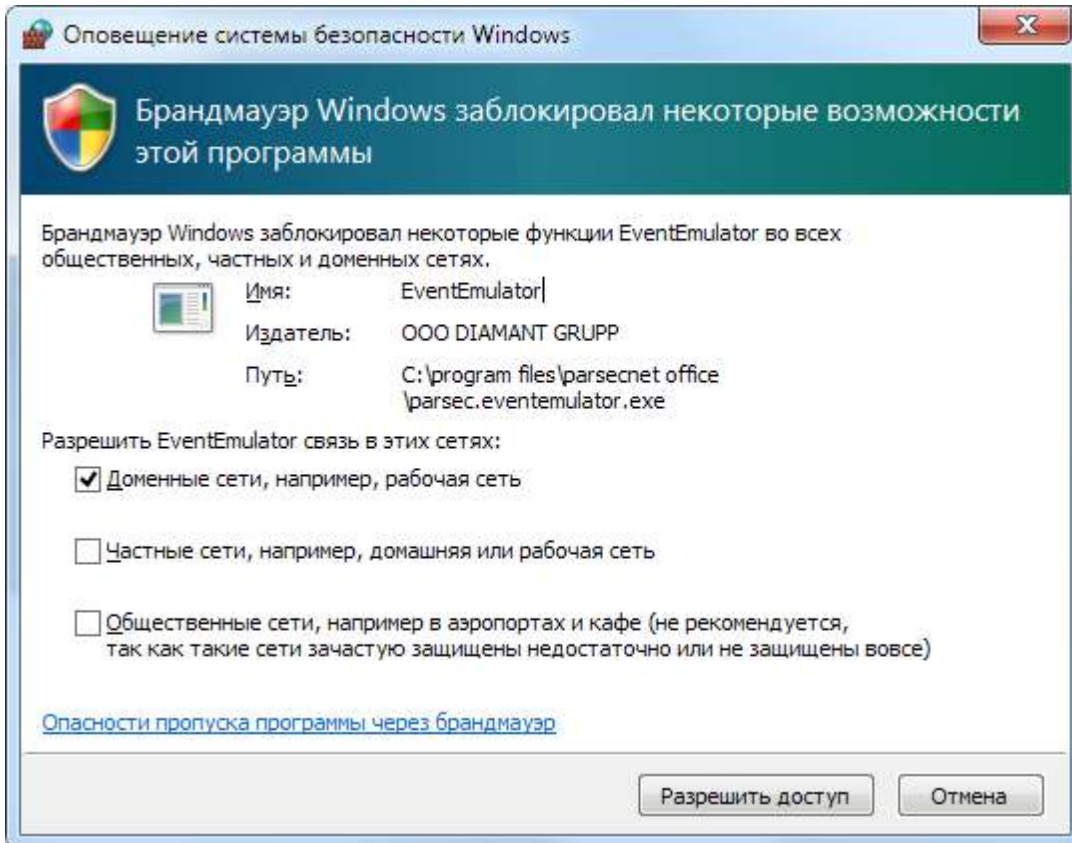 Оповещение системы безопасности Windows
Брандмауэр Windows заблокировал некоторые возможности
этой программы
Брандмауэр Windows заблокировал некоторые функции EventEmulator во всех
общественных, частных и доменных сетях.
Имя: EventEmulator
Издатель: OOO DIAMANT GRUPP
Путь: C:\program files\parsecnet office
\parsec.eventemulator.exe
Разрешить EventEmulator связь в этих сетях:
Доменные сети, например, рабочая сеть
Частные сети, например, домашняя или рабочая сеть
Общественные сети, например в аэропортах и кафе (не рекомендуется,
так как такие сети зачастую защищены недостаточно или не защищены вовсе)
Опасности пропуска программы через брандмауэр
Разрешить доступ Отмена